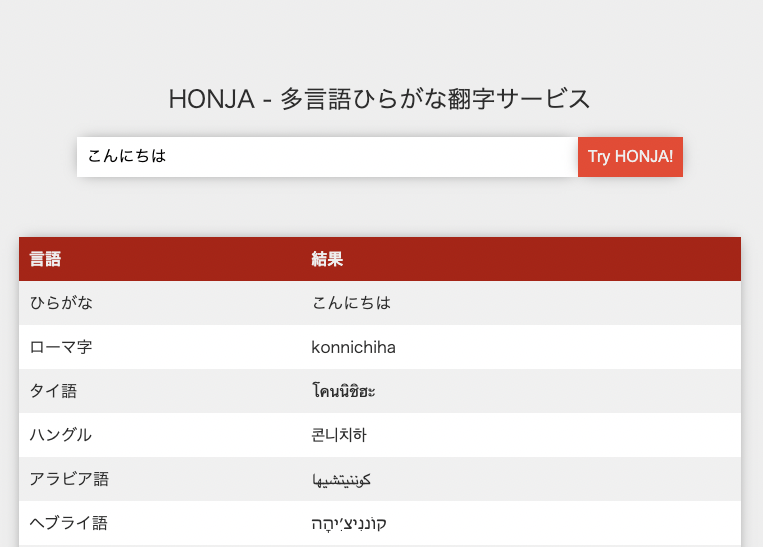 HONJA - 多言語ひらがな翻字サービス
こんにちは Try HONJA!
言語 結果
ひらがな こんにちは
ローマ字 konnichiha
タイ語 โคนนิชิฮะ
ハングル 콘니치하
アラビア語 كوننيتشيها
ヘブライ語 קוֹנניִצ׳ִיהָה